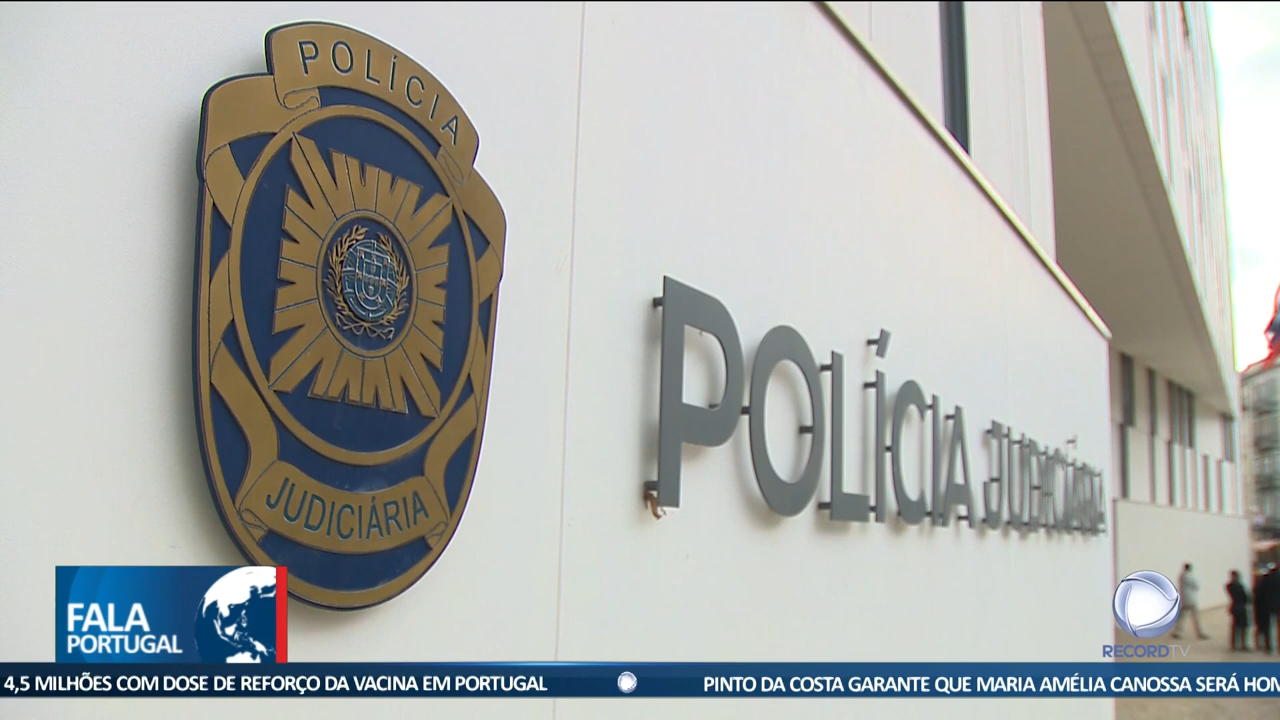 POLÍCIA
JUDICIÁRIA
POLÍCIA JUDICIÁRIA
FALA
PORTUGAL
RECORDTV
4,5 MILHÕES COM DOSE DE REFORÇO DA VACINA EM PORTUGAL
PINTO DA COSTA GARANTE QUE MARIA AMÉLIA CANOSSA SERÁ HOM